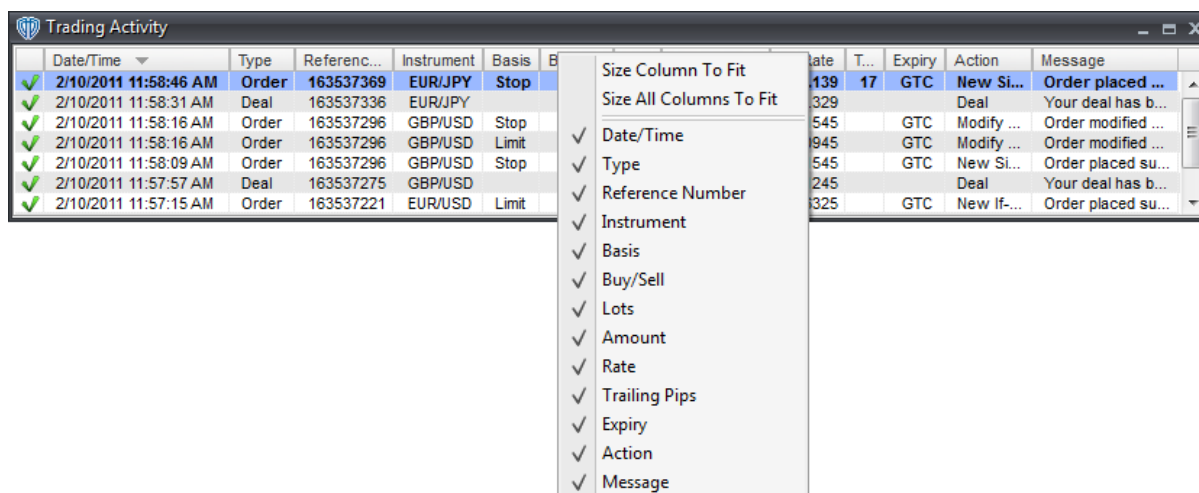 Trading Activity
Date/Time Type Referenc... Instrument Basis B ate T... Expiry Action Message
2/10/2011 11:58:46 AM Order 163537369 EUR/JPY Stop .139 17 GTC New Si... Order placed ...
2/10/2011 11:58:31 AM Deal 163537336 EUR/JPY 329 Deal Your deal has b...
2/10/2011 11:58:16 AM Order 163537296 GBP/USD Stop 545 GTC Modify ... Order modified ...
2/10/2011 11:58:16 AM Order 163537296 GBP/USD Limit 945 GTC Modify ... Order modified ...
2/10/2011 11:58:09 AM Order 163537296 GBP/USD Stop 545 GTC New Si... Order placed su...
2/10/2011 11:57:57 AM Deal 163537275 GBP/USD 245 Deal Your deal has b...
2/10/2011 11:57:15 AM Order 163537221 EUR/USD Limit 325 GTC New If-... Order placed su...
Size Column To Fit
Size All Columns To Fit
Date/Time
Type
Reference Number
Instrument
Basis
Buy/Sell
Lots
Amount
Rate
Trailing Pips
Expiry
Action
Message